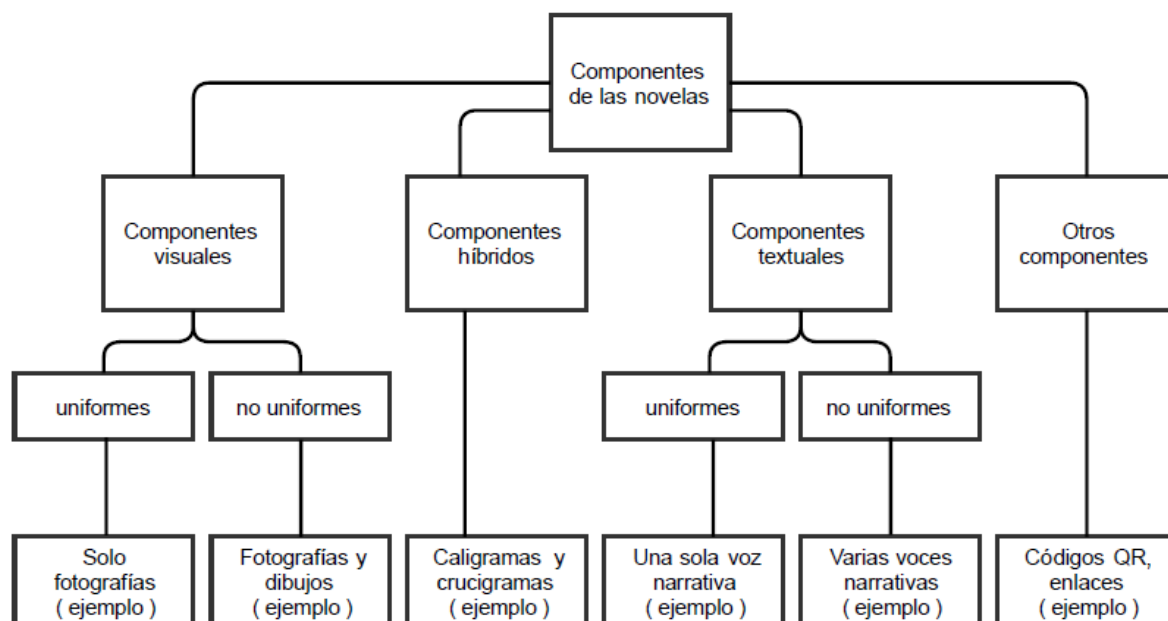 Componentes
de las novelas
Componentes
visuales
Componentes
híbridos
Componentes
textuales
Otros
componentes
uniformes
no uniformes
uniformes
no uniformes
Solo
fotografías
( ejemplo )
Fotografías y
dibujos
( ejemplo )
Caligramas y
crucigramas
( ejemplo )
Una sola voz
narrativa
( ejemplo )
Varias voces
narrativas
( ejemplo )
Códigos QR,
enlaces
( ejemplo )